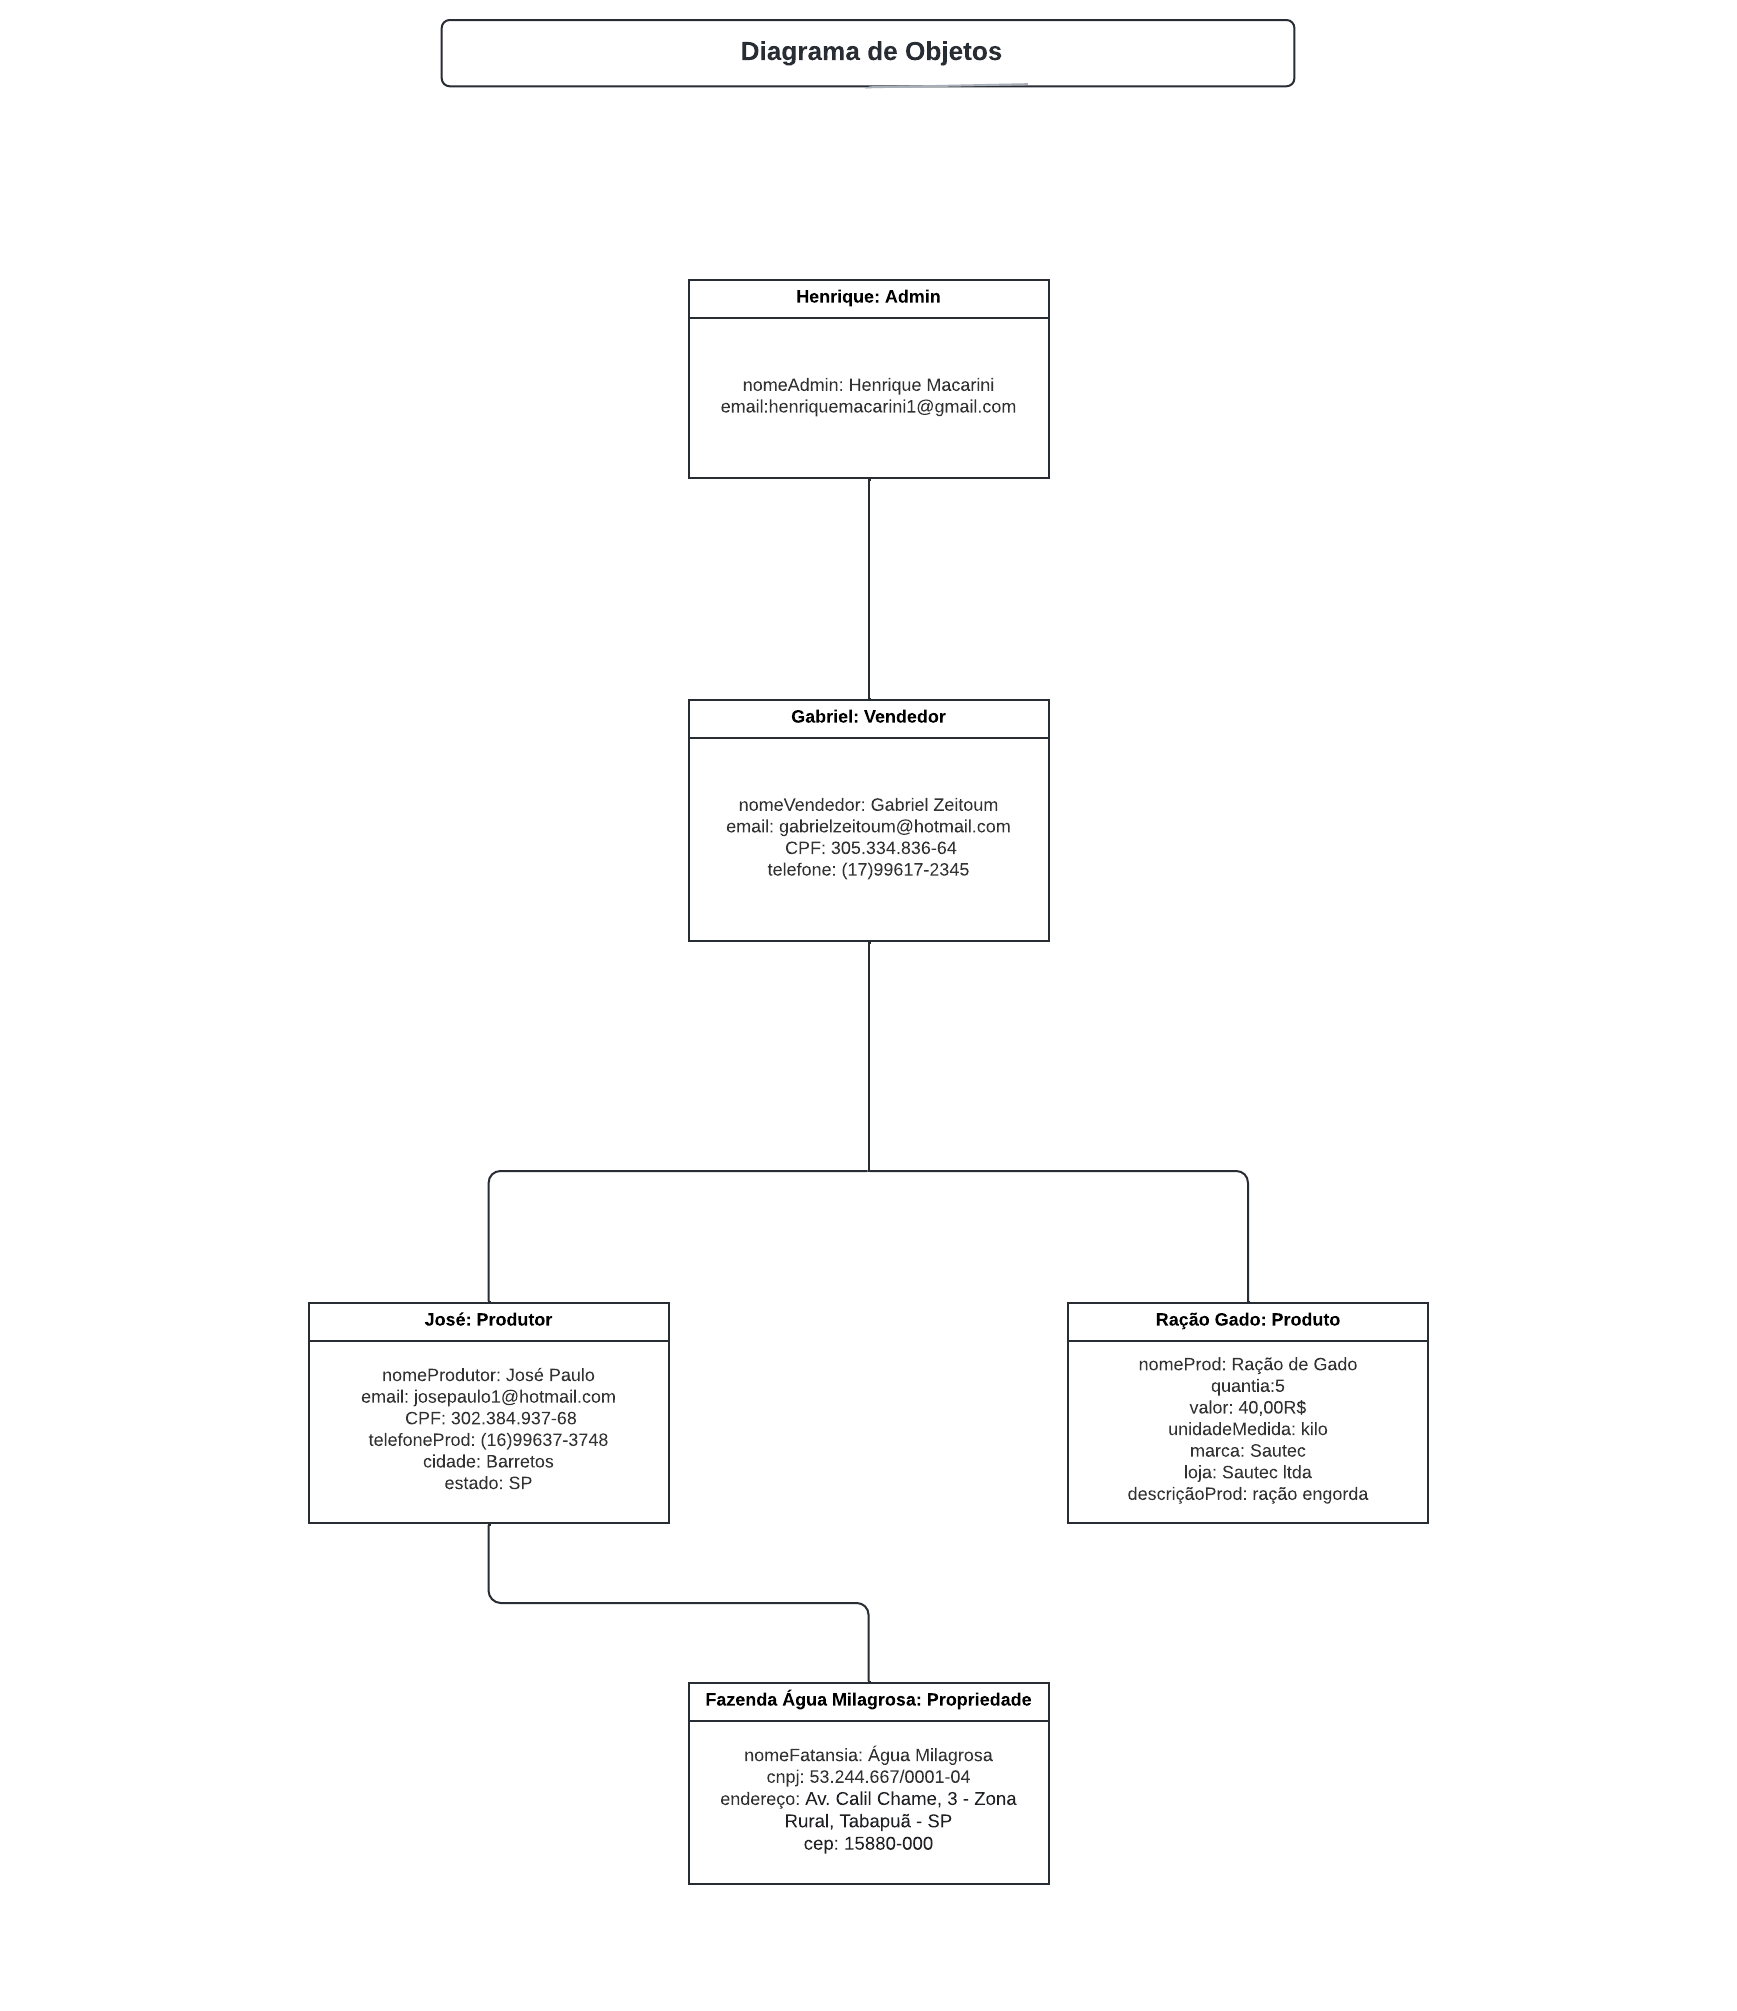 Diagrama de Objetos
Henrique: Admin
nomeAdmin: Henrique Macarini
email:henriquemacarini1@gmail.com
Gabriel: Vendedor
nomeVendedor: Gabriel Zeitoum
email: gabrielzeitoum@hotmail.com
CPF: 305.334.836-64
telefone: (17)99617-2345
José: Produtor
nomeProdutor: José Paulo
email: josepaulo1@hotmail.com
CPF: 302.384.937-68
telefoneProd: (16)99637-3748
cidade: Barretos
estado: SP
Ração Gado: Produto
nomeProd: Ração de Gado
quantia:5
valor: 40,00R$
unidadeMedida: kilo
marca: Sautec
loja: Sautec ltda
descriçãoProd: ração engorda
Fazenda Água Milagrosa: Propriedade
nomeFatansia: Água Milagrosa
cnpj: 53.244.667/0001-04
endereço: Av. Calil Chame, 3 - Zona
Rural, Tabapuã - SP
cep: 15880-000